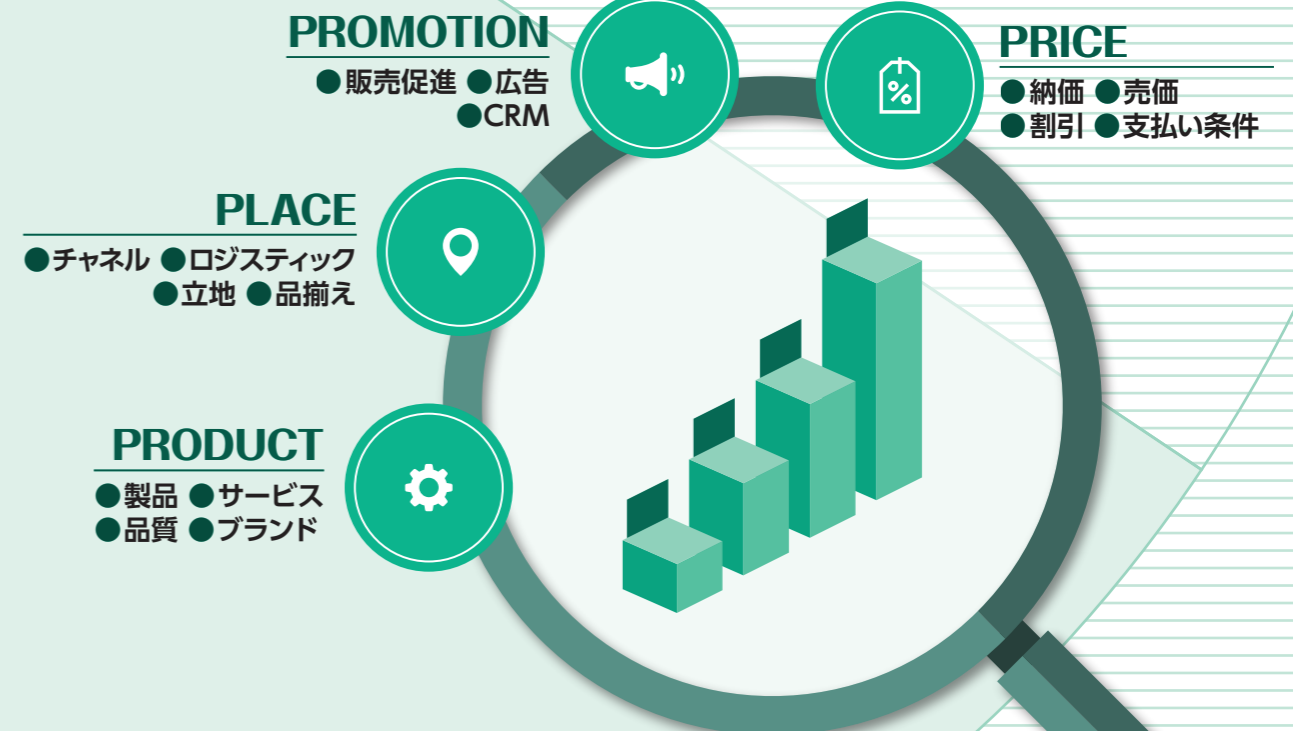 PROMOTION
●販売促進 ●広告
●CRM
PRICE
●納価 ●売価
●割引 ●支払い条件
PLACE
●チャネル ●ロジスティック
●立地 ●品揃え
PRODUCT
●製品 ●サービス
●品質 ●ブランド
%